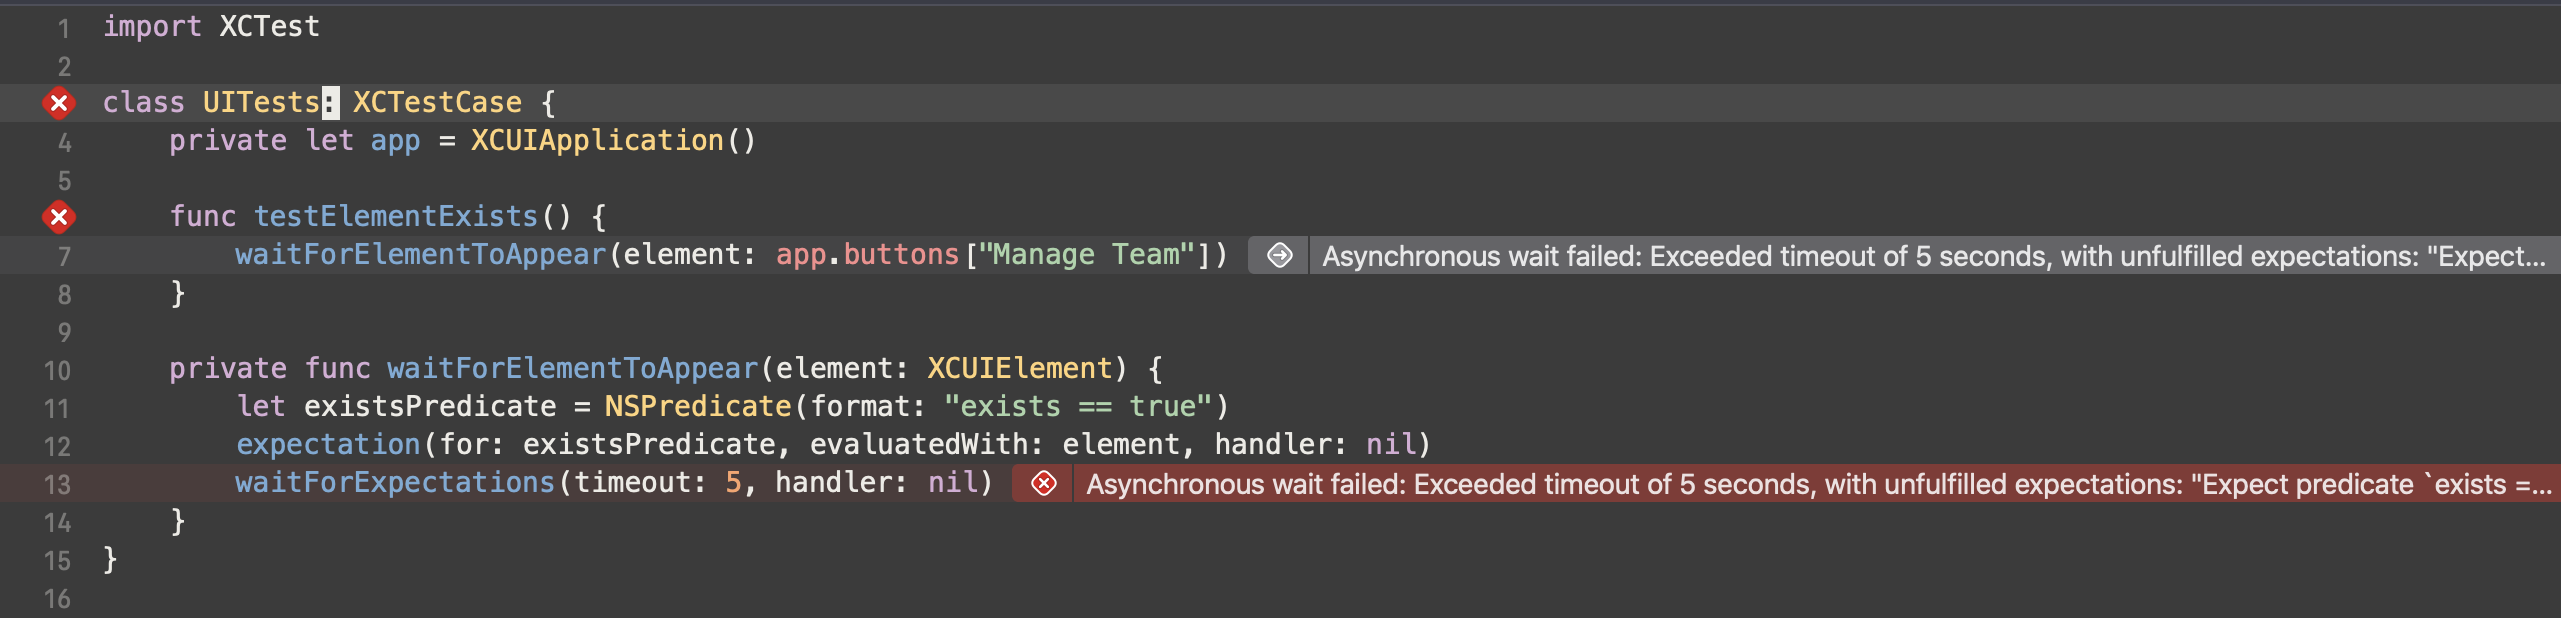 1 import XCTest
2
class UITests: XCTestCase {
4 private let app = XCUIApplication()
5
func testElementExists() {
7 waitForElementToAppear(element: app.buttons["Manage Team"]) Asynchronous wait failed: Exceeded timeout of 5 seconds, with unfulfilled expectations: "Expect...
8 }
9
10 private func waitForElementToAppear(element: XCUIElement) {
11 let existsPredicate = NSPredicate(format: "exists == true")
12 expectation(for: existsPredicate, evaluatedWith: element, handler: nil)
13 waitForExpectations(timeout: 5, handler: nil) Asynchronous wait failed: Exceeded timeout of 5 seconds, with unfulfilled expectations: "Expect predicate `exists =...
14 }
15 }
16